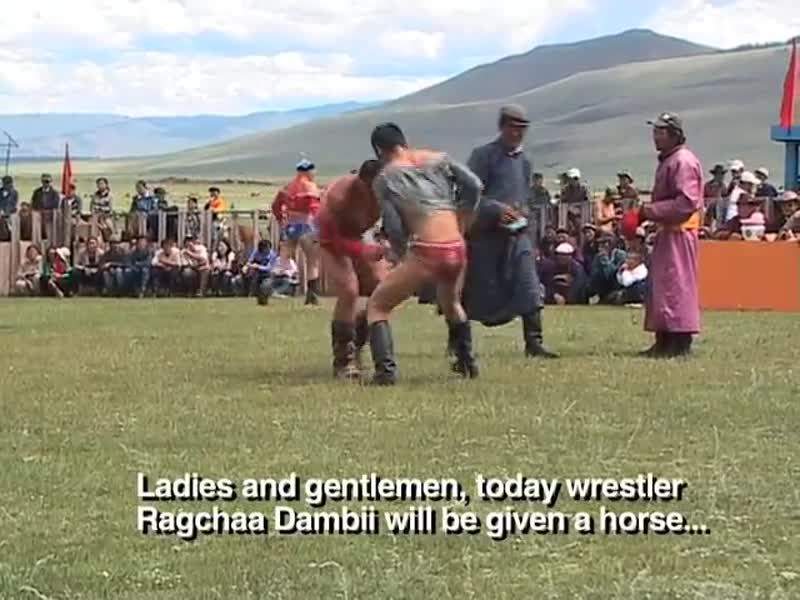 Ladies and gentlemen, today wrestler
Ragchaa Dambii will be given a horse...